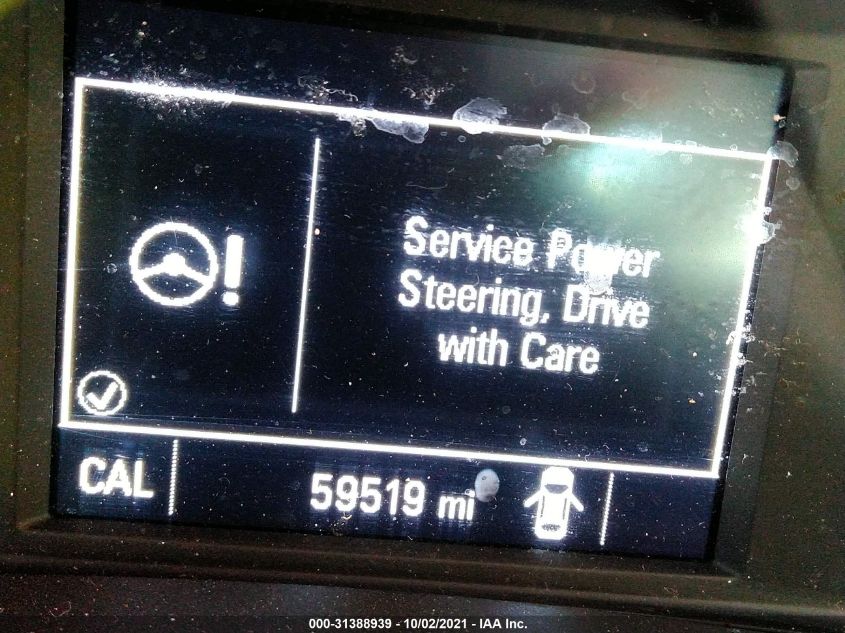 Service Power
Steering, Drive
with Care
CAL
59519 mi
000-31388939 - 10/02/2021 - IAA Inc.